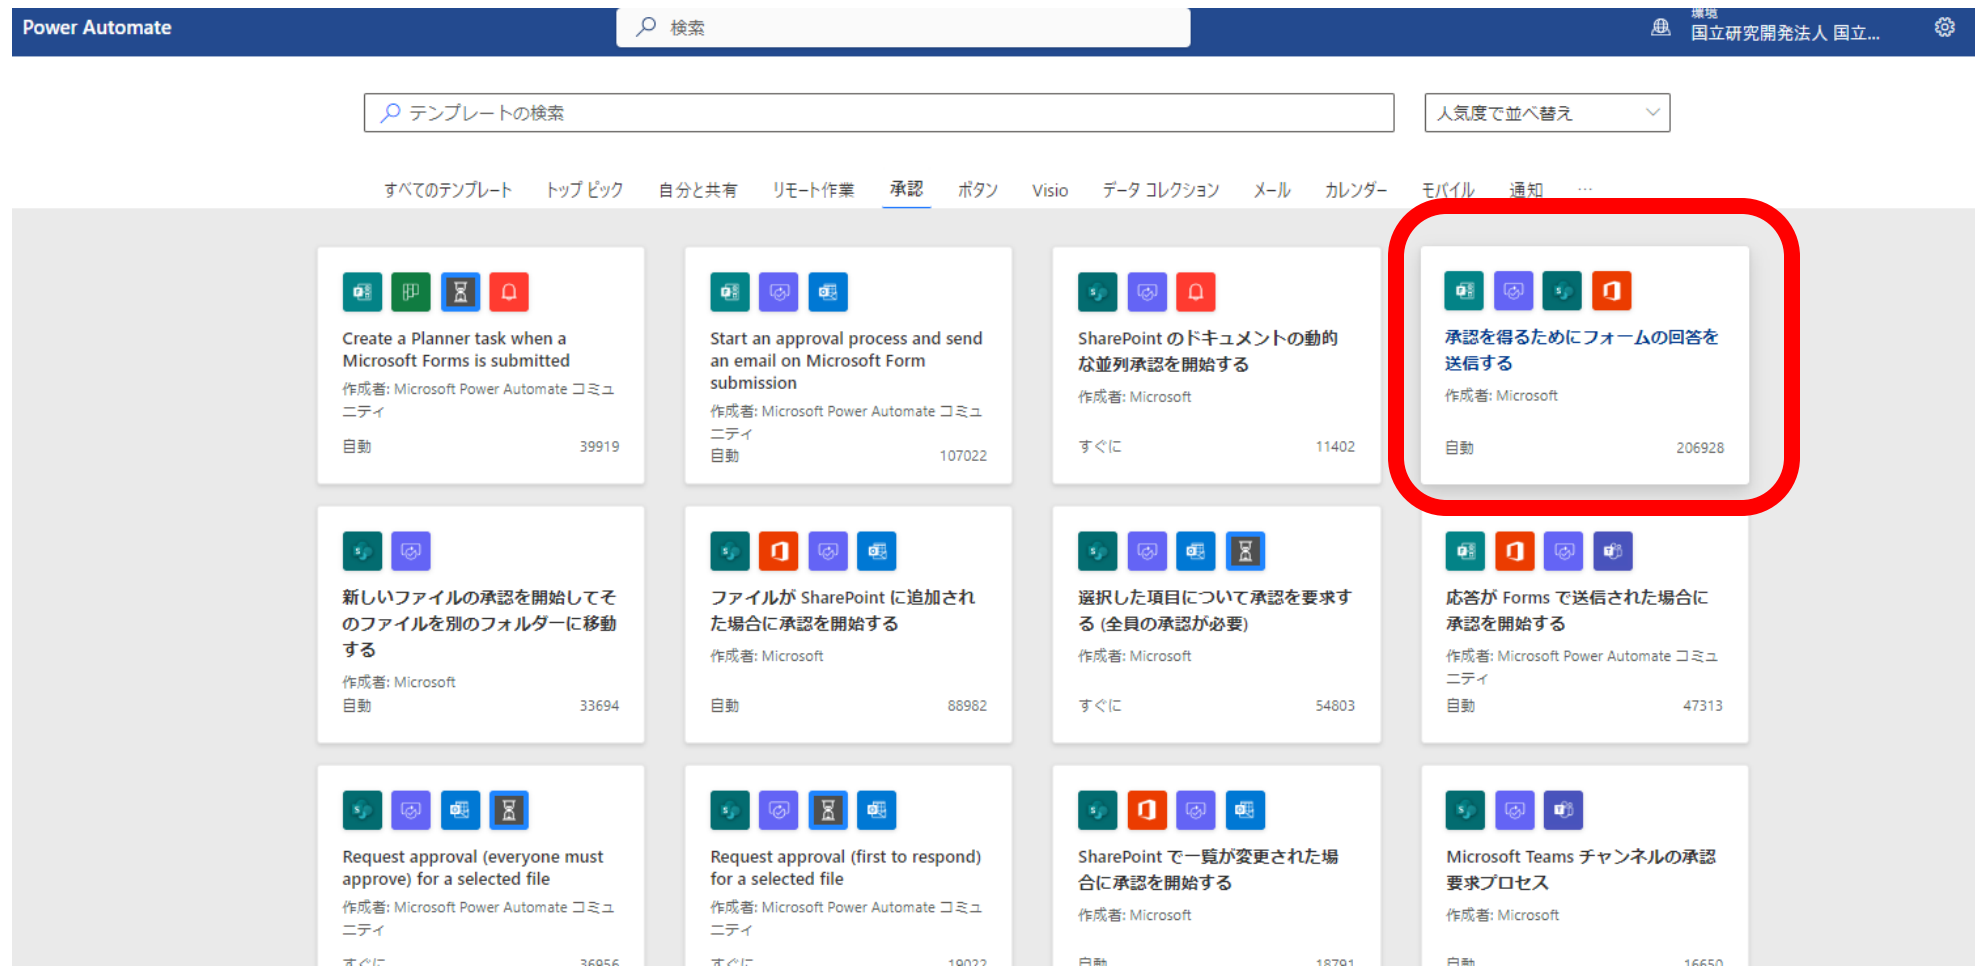 Power Automate
検索
環境
国立研究開発法人 国立...
テンプレートの検索
人気度で並べ替え
すべてのテンプレート トップ ピック 自分と共有 リモート作業 承認 ボタン Visio データ コレクション メール カレンダー モバイル 通知 ...
Create a Planner task when a
Microsoft Forms is submitted
作成者: Microsoft Power Automate コミュ
ニティ
自動 39919
Start an approval process and send
an email on Microsoft Form
submission
作成者: Microsoft Power Automate コミュ
ニティ
自動 107022
SharePoint のドキュメントの動的
な並列承認を開始する
作成者: Microsoft
すぐに 11402
承認を得るためにフォームの回答を
送信する
作成者: Microsoft
自動 206928
新しいファイルの承認を開始してそ
のファイルを別のフォルダーに移動
する
作成者: Microsoft
自動 33694
ファイルが SharePoint に追加され
た場合に承認を開始する
作成者: Microsoft
自動 88982
選択した項目について承認を要求す
る (全員の承認が必要)
作成者: Microsoft
すぐに 54803
応答が Forms で送信された場合に
承認を開始する
作成者: Microsoft Power Automate コミュ
ニティ
自動 47313
Request approval (everyone must
approve) for a selected file
作成者: Microsoft Power Automate コミュ
ニティ
すぐに 36956
Request approval (first to respond)
for a selected file
作成者: Microsoft Power Automate コミュ
ニティ
すぐに 19022
SharePoint で一覧が変更された場
合に承認を開始する
作成者: Microsoft
自動 18791
Microsoft Teams チャンネルの承認
要求プロセス
作成者: Microsoft
自動 16650